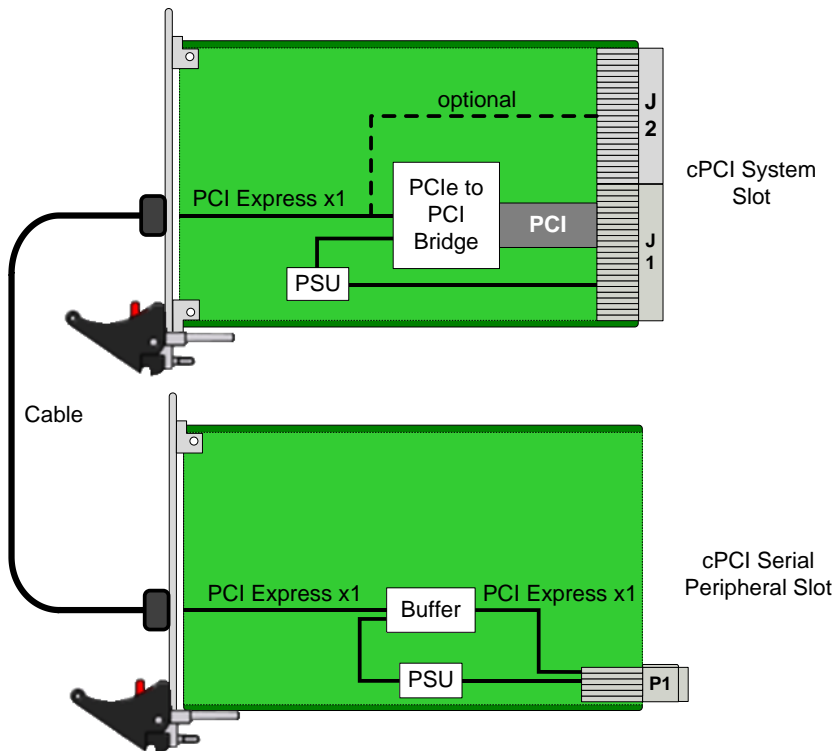 optional
J
2
cPCI System
Slot
PCI Express x1
PCIe to
PCI
Bridge
PCI
J
1
PSU
Cable
cPCI Serial
Peripheral Slot
PCI Express x1
Buffer
PCI Express x1
PSU
P1